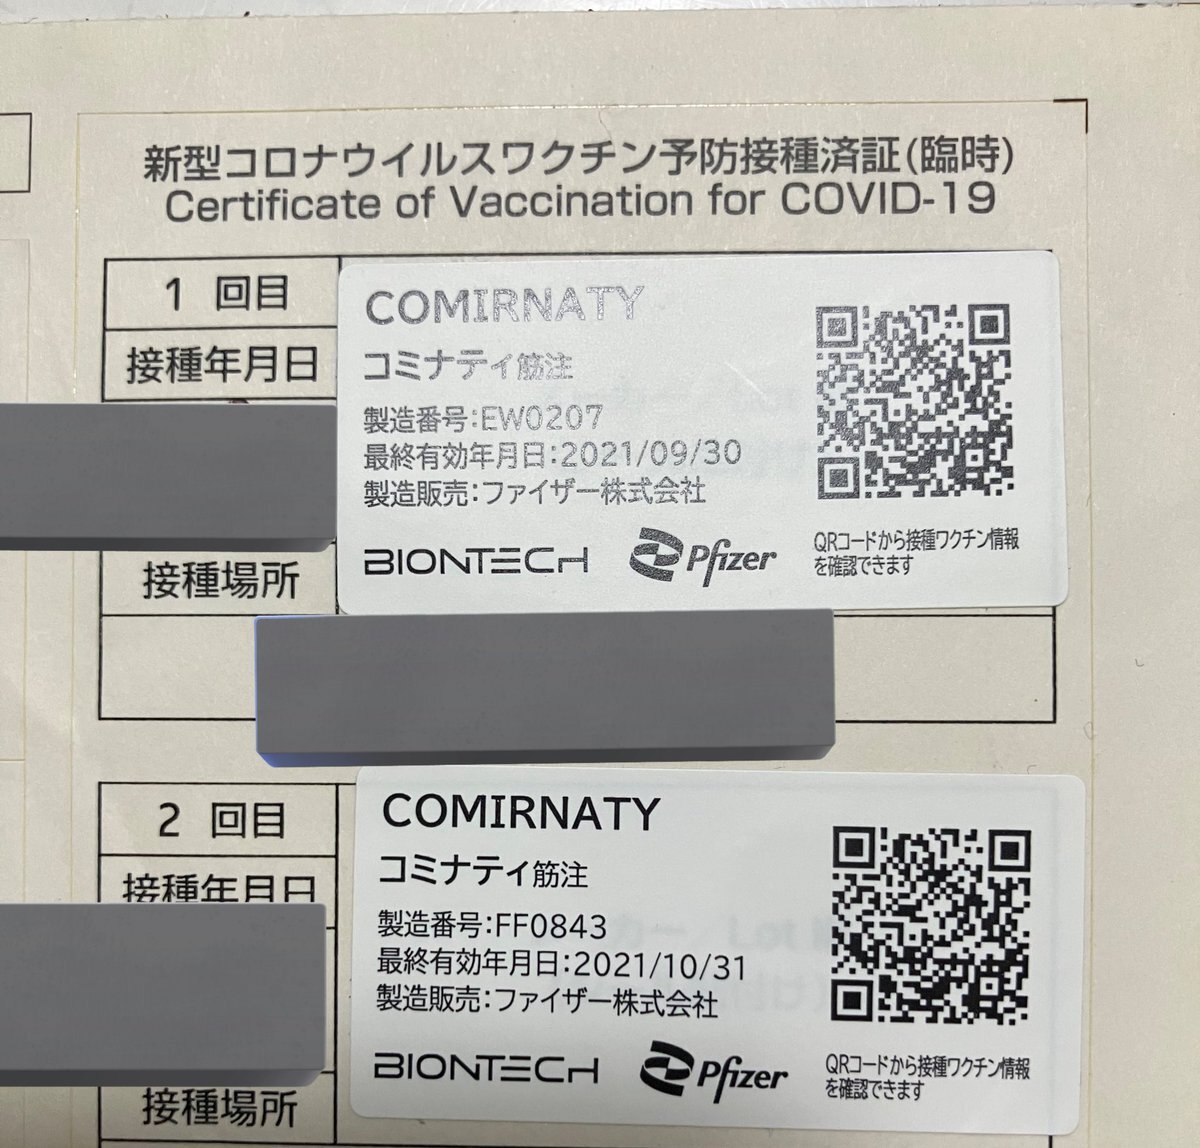 新型コロナウイルスワクチン予防接種済証(臨時)
Certificate of Vaccination for COVID-19
1 回目
接種年月日
COMIRNATY
コミナティ筋注
製造番号:EW0207
最終有効年月日:2021/09/30
製造販売:ファイザー株式会社
BIONTECH
Pfizer
QRコードから接種ワクチン情報
を確認できます
接種場所
2 回目
接種年月日
COMIRNATY
コミナティ筋注
製造番号:FF0843
最終有効年月日:2021/10/31
製造販売:ファイザー株式会社
BIONTECH
Pfizer
QRコードから接種ワクチン情報
を確認できます
接種場所